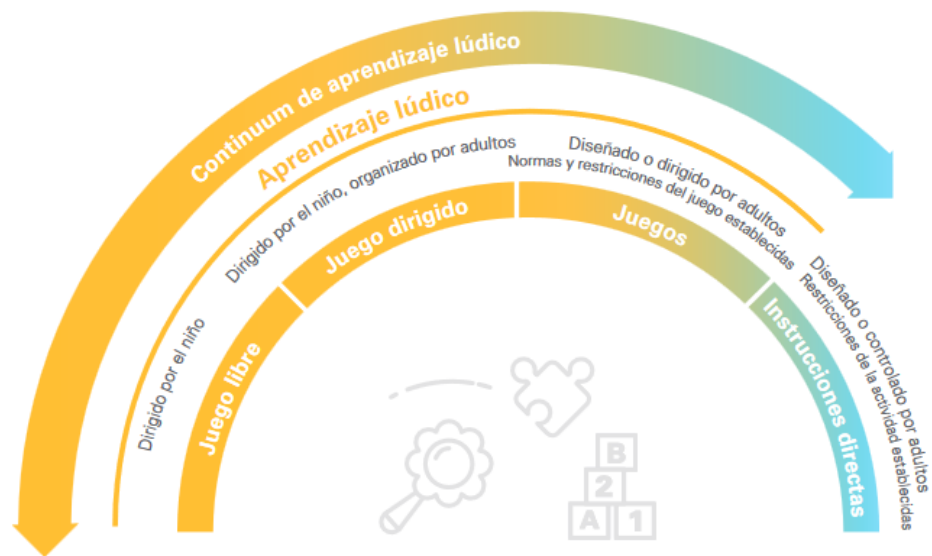 Continuum de aprendizaje lúdico
Aprendizaje lúdico
Dirigido por el niño
Dirigido por el niño, organizado por adultos
Diseñado o dirigido por adultos
Normas y restricciones del juego establecidas
Diseñado o controlado por adultos
Restricciones de la actividad establecidas
Juego libre
Juego dirigido
Juegos
Instrucciones directas
B
2
A 1